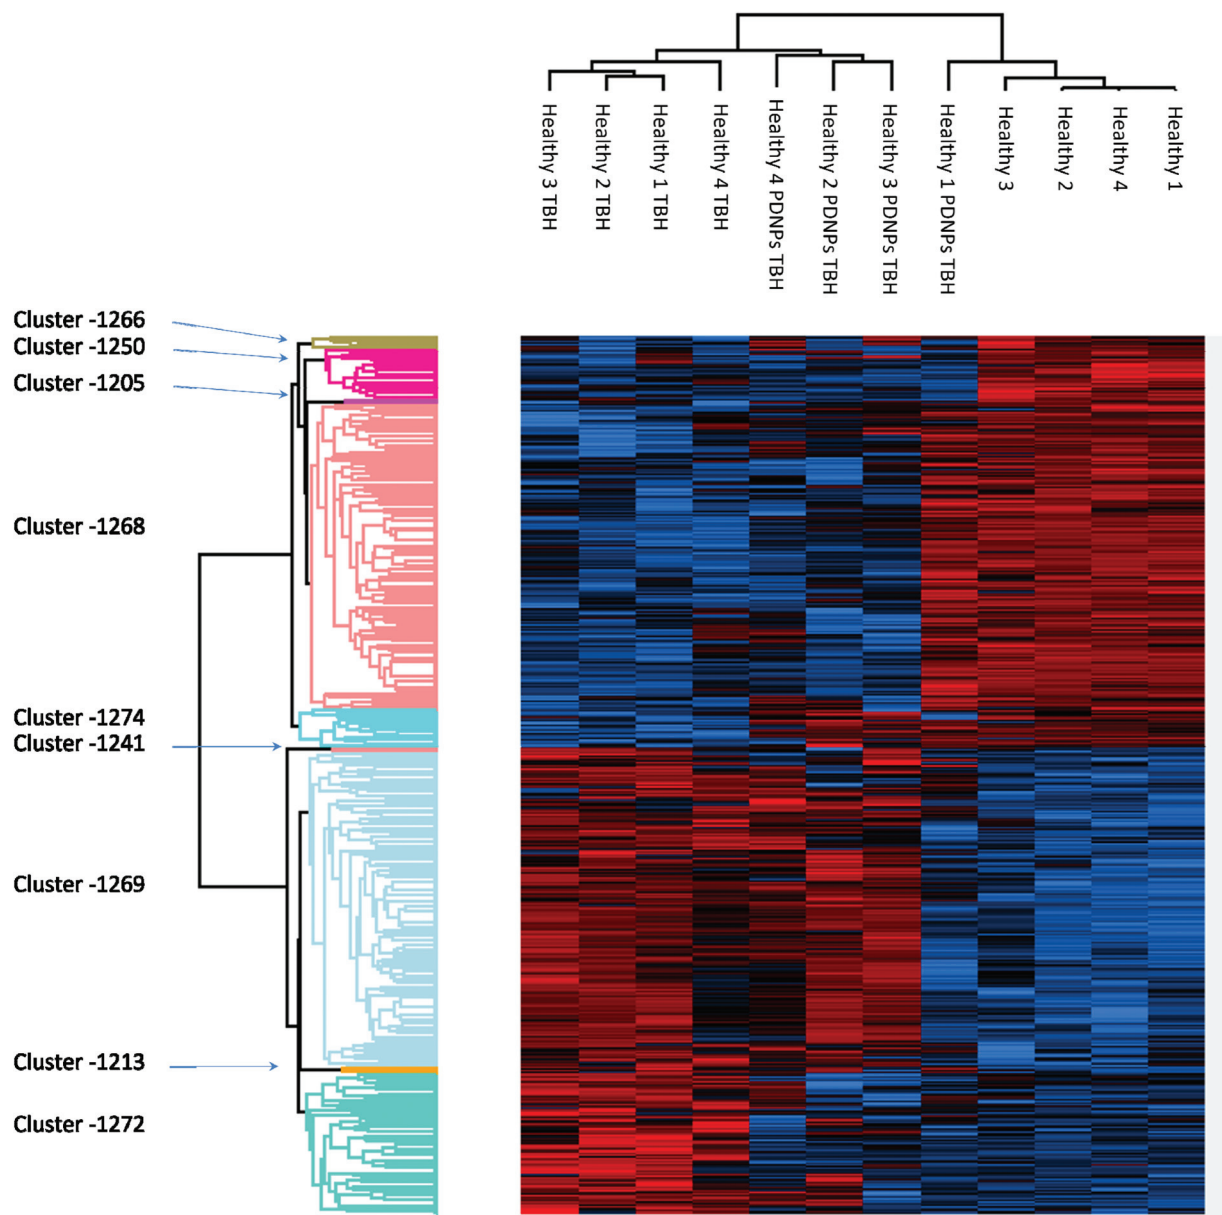 Healthy 3 TBH
Healthy 2 TBH
Healthy 1 TBH
Healthy 4 TBH
Healthy 4 PDNPs TBH
Healthy 2 PDNPs TBH
Healthy 3 PDNPs TBH
Healthy 1 PDNPs TBH
Healthy 3
Healthy 2
Healthy 4
Healthy 1
Cluster -1266
Cluster -1250
Cluster -1205
Cluster -1268
Cluster -1274
Cluster -1241
Cluster -1269
Cluster -1213
Cluster -1272